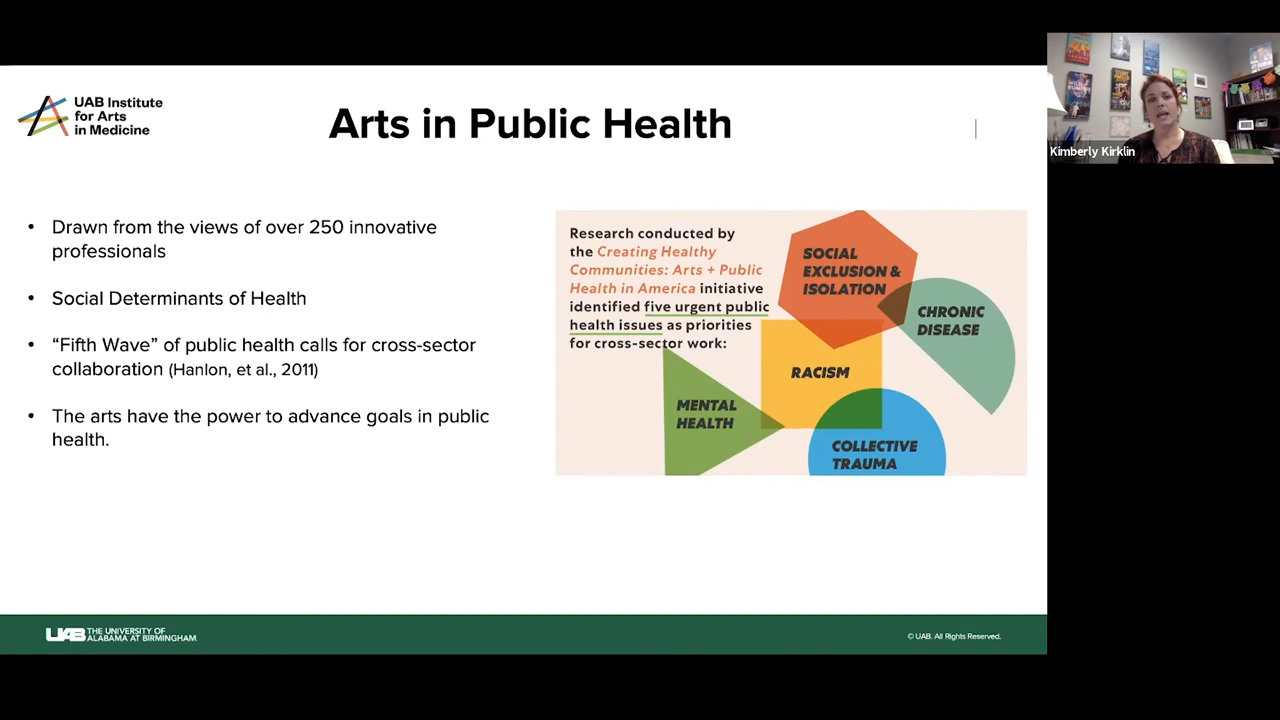 UAB Institute
for Arts
in Medicine
Arts in Public Health
• Drawn from the views of over 250 innovative
professionals
• Social Determinants of Health
• “Fifth Wave” of public health calls for cross-sector
collaboration (Hanlon, et al., 2011)
• The arts have the power to advance goals in public
health.
Research conducted by
the Creating Healthy
Communities: Arts + Public
Health in America initiative
identified five urgent public
health issues as priorities
for cross-sector work:
SOCIAL
EXCLUSION &
ISOLATION
CHRONIC
DISEASE
RACISM
MENTAL
HEALTH
COLLECTIVE
TRAUMA
Kimberly Kirklin
UAB THE UNIVERSITY OF
ALABAMA AT BIRMINGHAM
© UAB. All Rights Reserved.